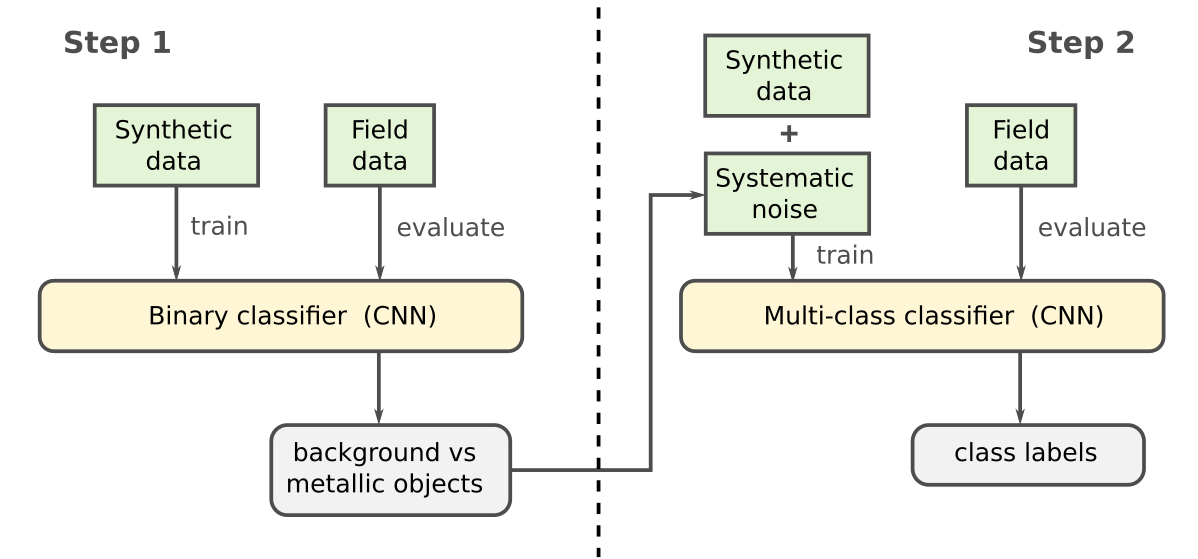 Step 1
Synthetic
data
Field
data
train
evaluate
Binary classifier (CNN)
background vs
metallic objects
Step 2
Synthetic
data
+
Systematic
noise
Field
data
train
evaluate
Multi-class classifier (CNN)
class labels